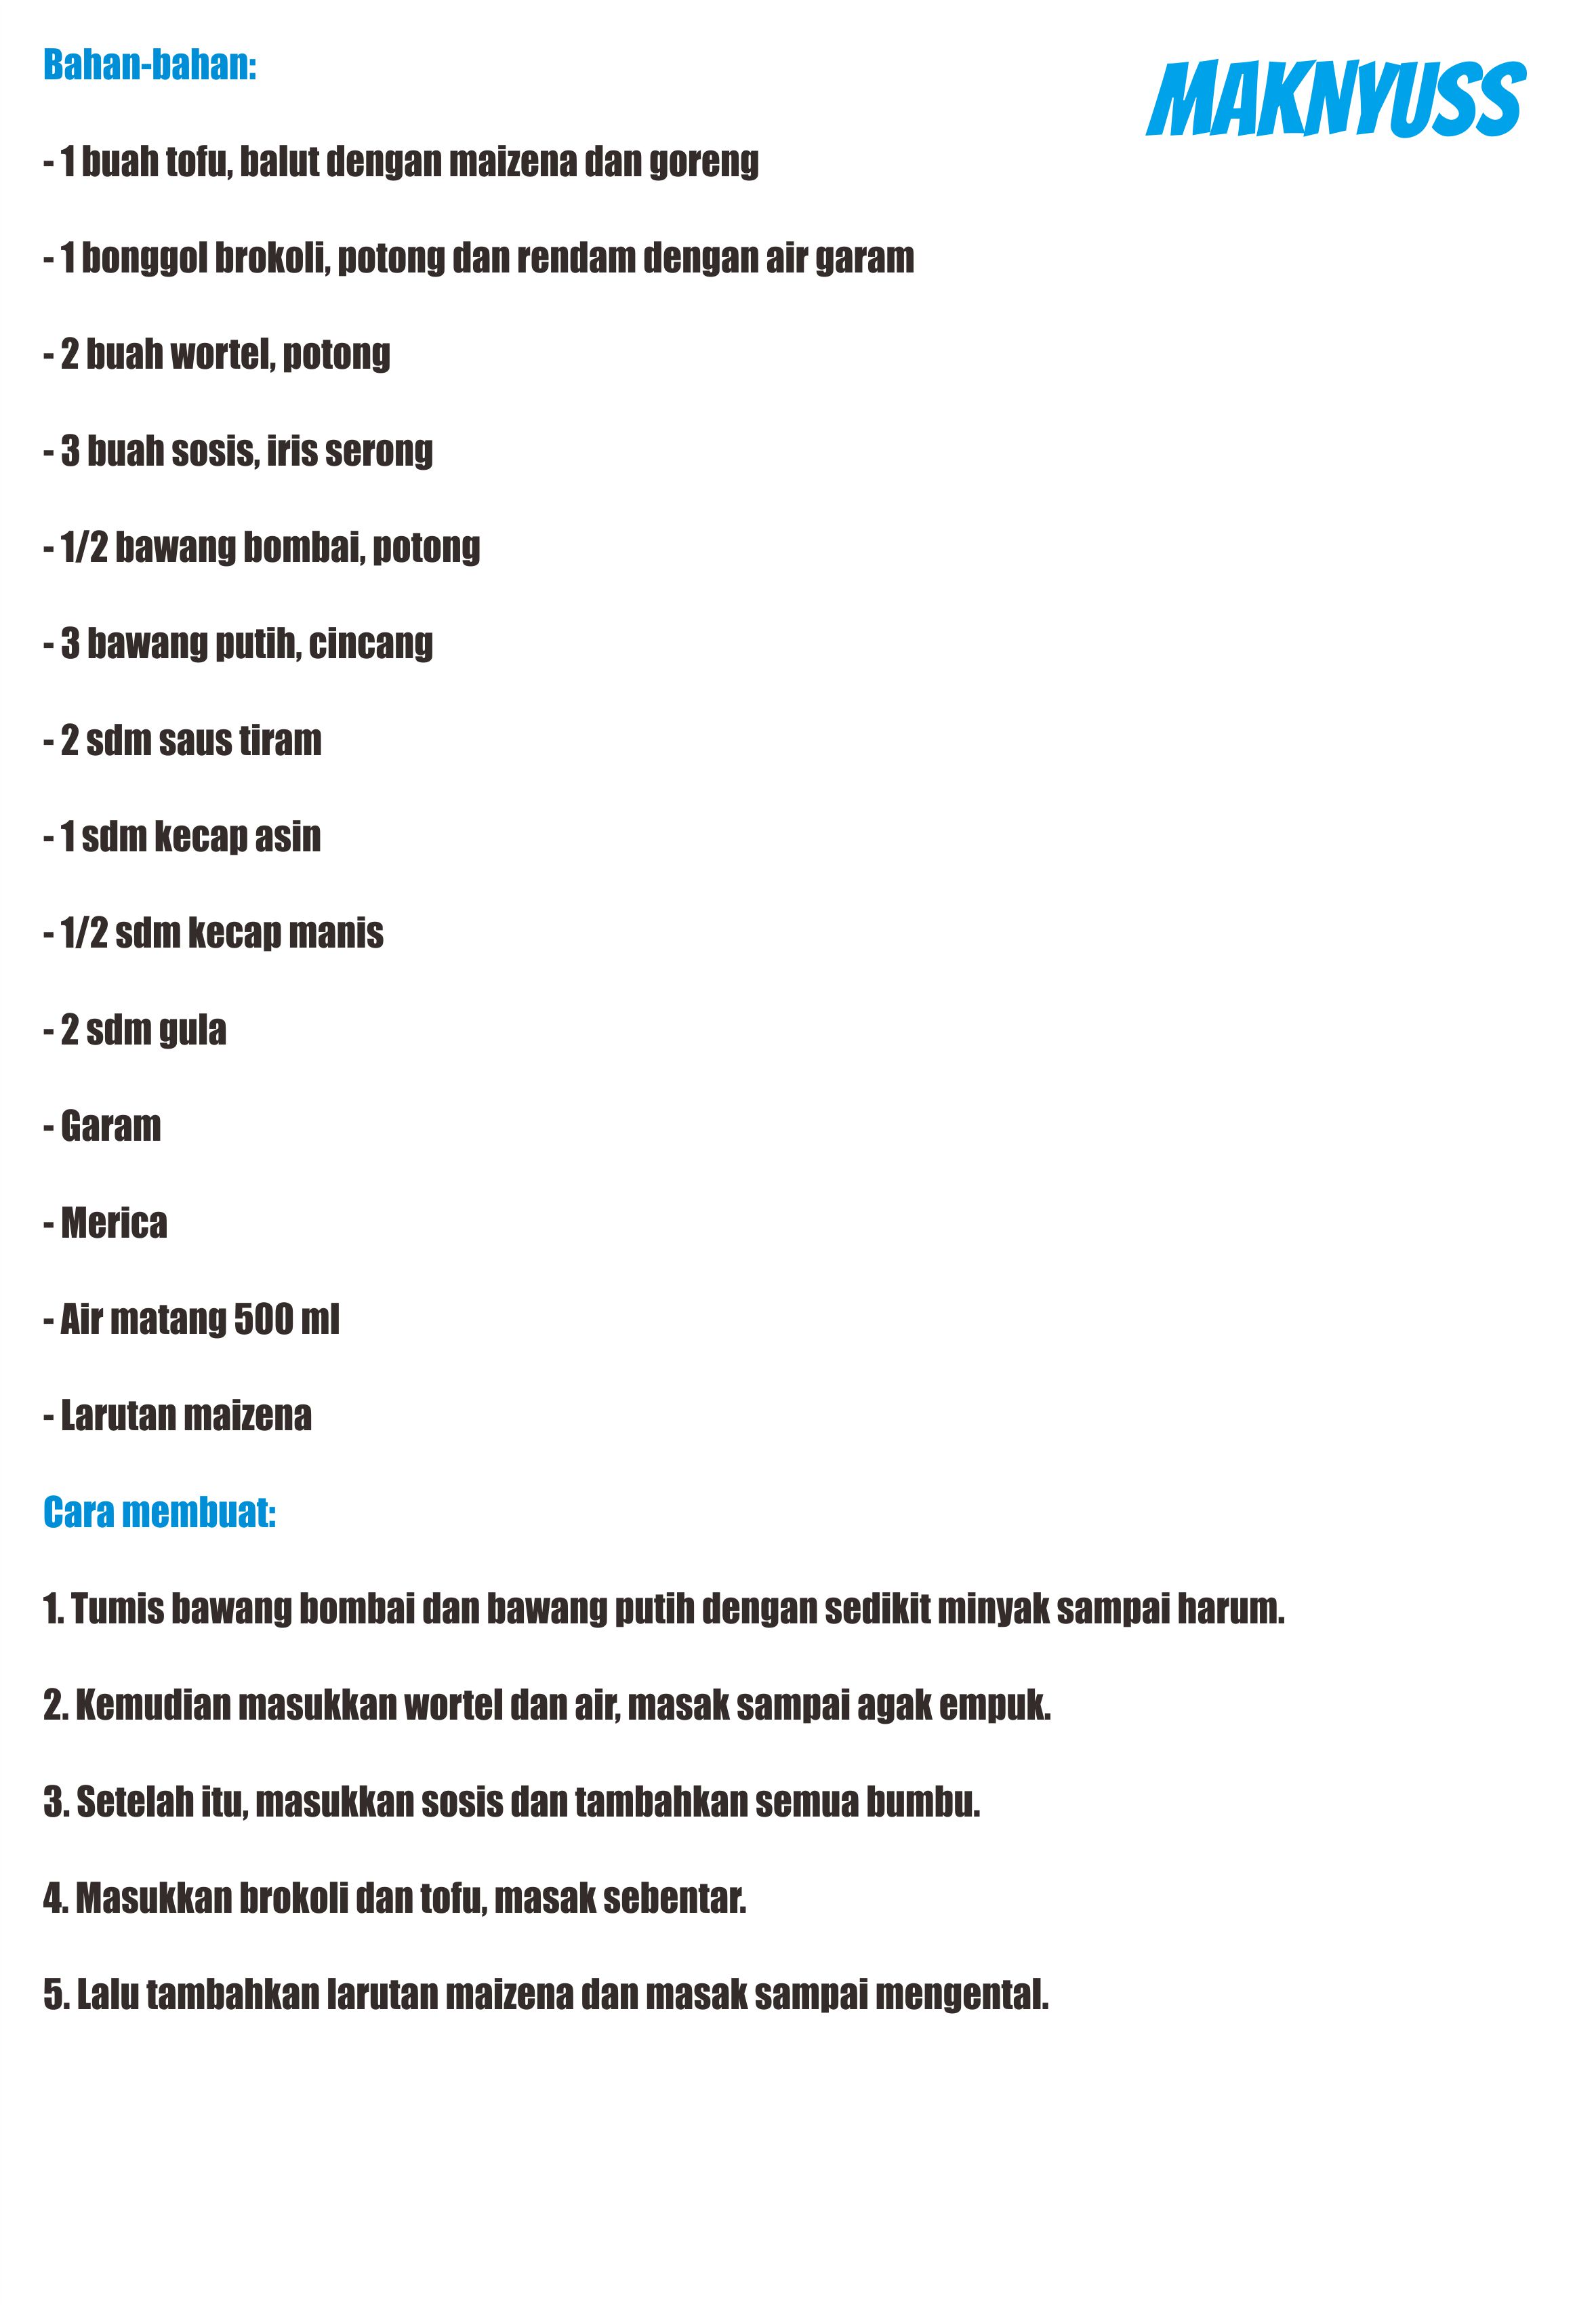 Bahan-bahan:
MAKNYUSS
- 1 buah tofu, balut dengan maizena dan goreng
- 1 bonggol brokoli, potong dan rendam dengan air garam
- 2 buah wortel, potong
- 3 buah sosis, iris serong
- 1/2 bawang bombai, potong
- 3 bawang putih, cincang
- 2 sdm saus tiram
- 1 sdm kecap asin
- 1/2 sdm kecap manis
- 2 sdm gula
- Garam
- Merica
- Air matang 500 ml
- Larutan maizena
Cara membuat:
1. Tumis bawang bombai dan bawang putih dengan sedikit minyak sampai harum.
2. Kemudian masukkan wortel dan air, masak sampai agak empuk.
3. Setelah itu, masukkan sosis dan tambahkan semua bumbu.
4. Masukkan brokoli dan tofu, masak sebentar.
5. Lalu tambahkan larutan maizena dan masak sampai mengental.